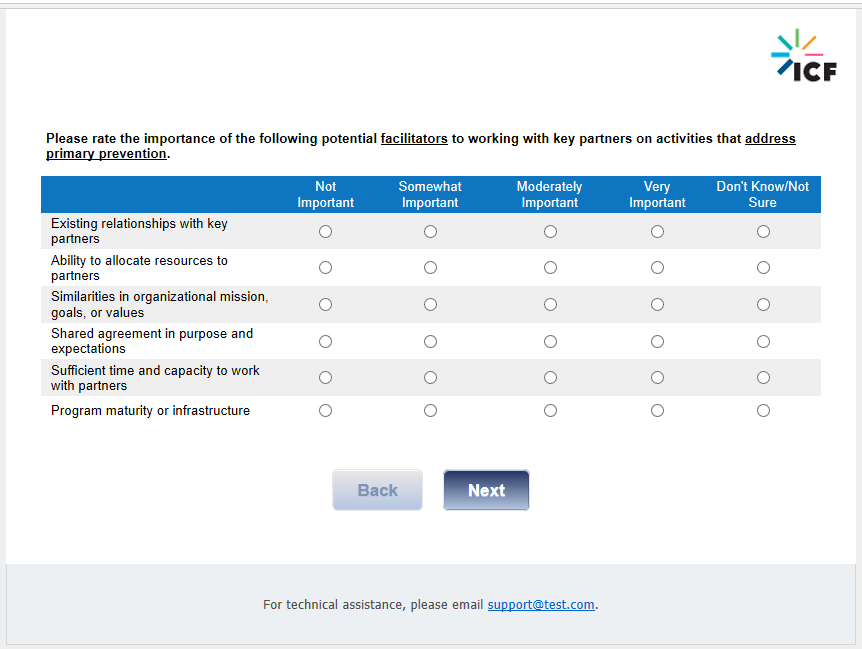 ICF
Please rate the importance of the following potential facilitators to working with key partners on activities that address
primary prevention.
Not Important
Somewhat Important
Moderately Important
Very Important
Don't Know/Not Sure
Existing relationships with key
partners
Ability to allocate resources to
partners
Similarities in organizational mission,
goals, or values
Shared agreement in purpose and
expectations
Sufficient time and capacity to work
with partners
Program maturity or infrastructure
Back
Next
For technical assistance, please email support@test.com.